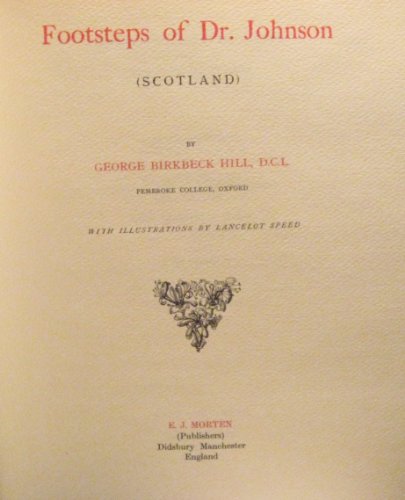 Footsteps of Dr. Johnson
(SCOTLAND)
BY
GEORGE BIRKBECK HILL, D.C.L.
PEMBROKE COLLEGE, OXFORD
WITH ILLUSTRATIONS BY LANCELOT SPEED
E. J. MORTEN
(Publishers)
Didsbury Manchester
England